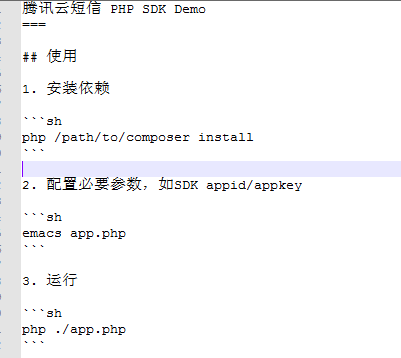 腾讯云短信 PHP SDK Demo
===
## 使用
1. 安装依赖
```sh
php /path/to/composer install
```
2. 配置必要参数，如SDK appid/appkey
```sh
emacs app.php
```
3. 运行
```sh
php ./app.php
```